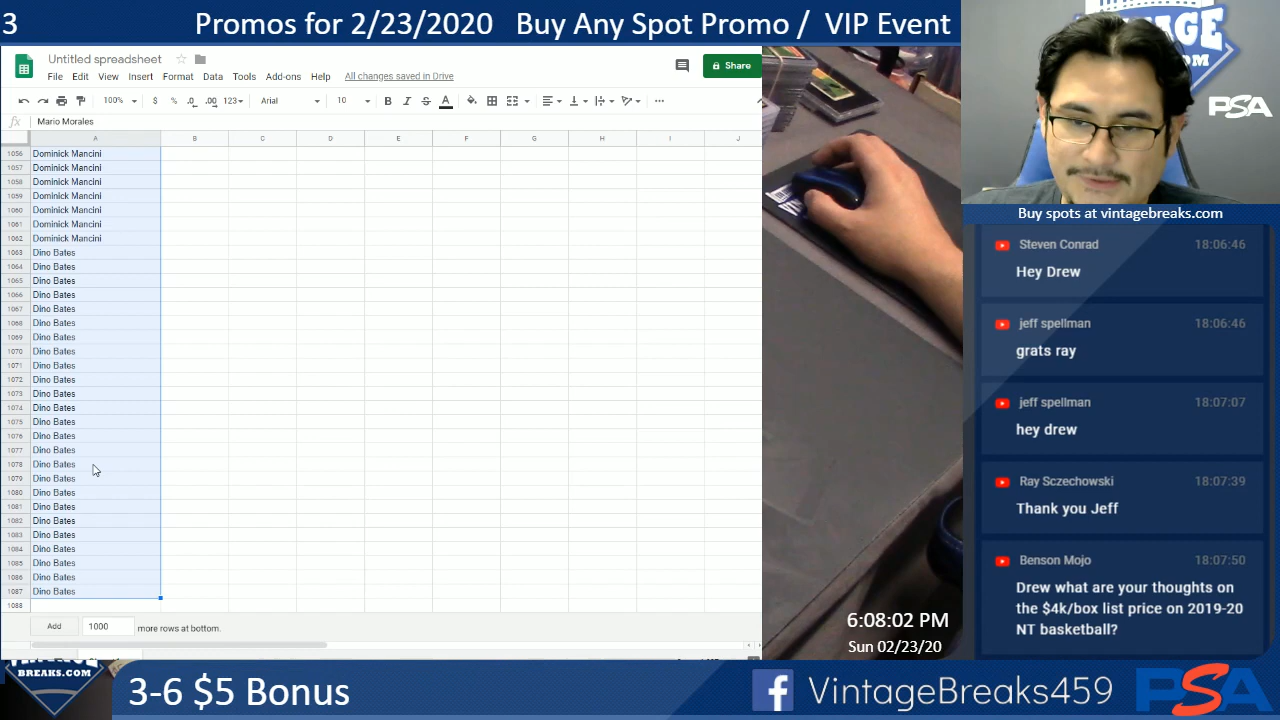 3 Promos for 2/23/2020 Buy Any Spot Promo / VIP Event
Untitled spreadsheet
File Edit View Insert Format Data Tools Add-ons Help All changes saved in Drive
Share
100% $ % .0 .00 123 Arial 10 B I S A
fx Mario Morales
A B C D E F G H I J
1056 Dominick Mancini
1057 Dominick Mancini
1058 Dominick Mancini
1059 Dominick Mancini
1060 Dominick Mancini
1061 Dominick Mancini
1062 Dominick Mancini
1063 Dino Bates
1064 Dino Bates
1065 Dino Bates
1066 Dino Bates
1067 Dino Bates
1068 Dino Bates
1069 Dino Bates
1070 Dino Bates
1071 Dino Bates
1072 Dino Bates
1073 Dino Bates
1074 Dino Bates
1075 Dino Bates
1076 Dino Bates
1077 Dino Bates
1078 Dino Bates
1079 Dino Bates
1080 Dino Bates
1081 Dino Bates
1082 Dino Bates
1083 Dino Bates
1084 Dino Bates
1085 Dino Bates
1086 Dino Bates
1087 Dino Bates
1088
Add 1000 more rows at bottom.
PSA
Buy spots at vintagebreaks.com
Steven Conrad 18:06:46
Hey Drew
jeff spellman 18:06:46
grats ray
jeff spellman 18:07:07
hey drew
Ray Sczechowski 18:07:39
Thank you Jeff
Benson Mojo 18:07:50
Drew what are your thoughts on
the $4k/box list price on 2019-20
NT basketball?
6:08:02 PM
Sun 02/23/20
BREAKS.COM
3-6 $5 Bonus
f VintageBreaks459
PSA